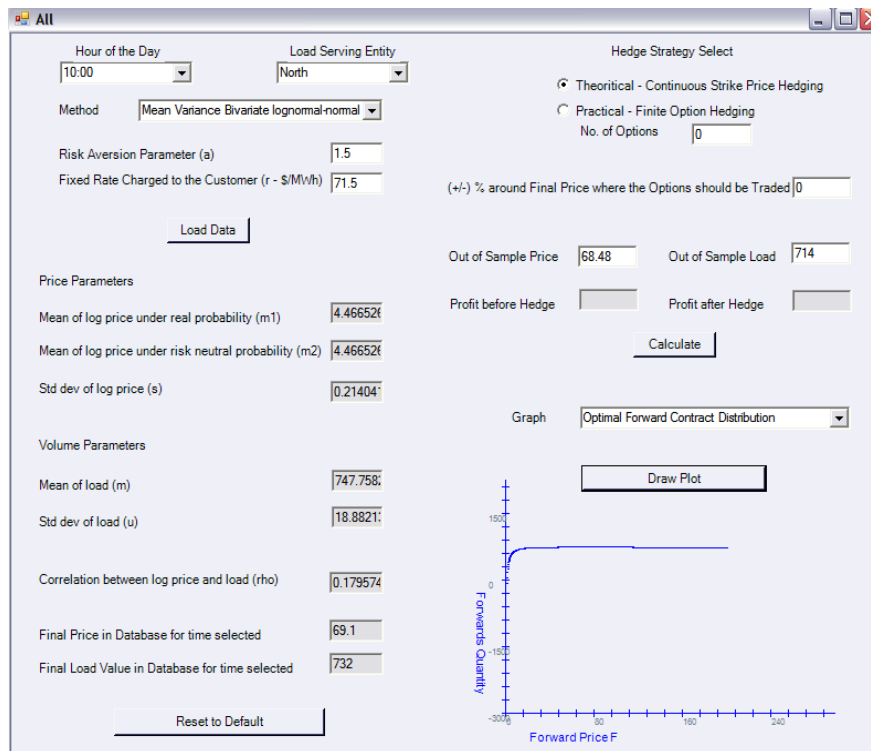 All
Hour of the Day
10:00
Load Serving Entity
North
Method
Mean Variance Bivariate lognormal-normal
Risk Aversion Parameter (a)
1.5
Fixed Rate Charged to the Customer (r - $/MWh)
71.5
Load Data
Price Parameters
Mean of log price under real probability (m1)
4.466526
Mean of log price under risk neutral probability (m2)
4.466526
Std dev of log price (s)
0.214041
Volume Parameters
Mean of load (m)
747.7582
Std dev of load (u)
18.8821
Correlation between log price and load (rho)
0.179574
Final Price in Database for time selected
69.1
Final Load Value in Database for time selected
732
Reset to Default
Hedge Strategy Select
Theoritical - Continuous Strike Price Hedging
Practical - Finite Option Hedging
No. of Options
0
(+/-) % around Final Price where the Options should be Traded
0
Out of Sample Price
68.48
Out of Sample Load
714
Profit before Hedge
Profit after Hedge
Calculate
Graph
Optimal Forward Contract Distribution
Draw Plot
1500
0
-1500
-3000
Forwards Quantity
0
80
160
240
Forward Price F